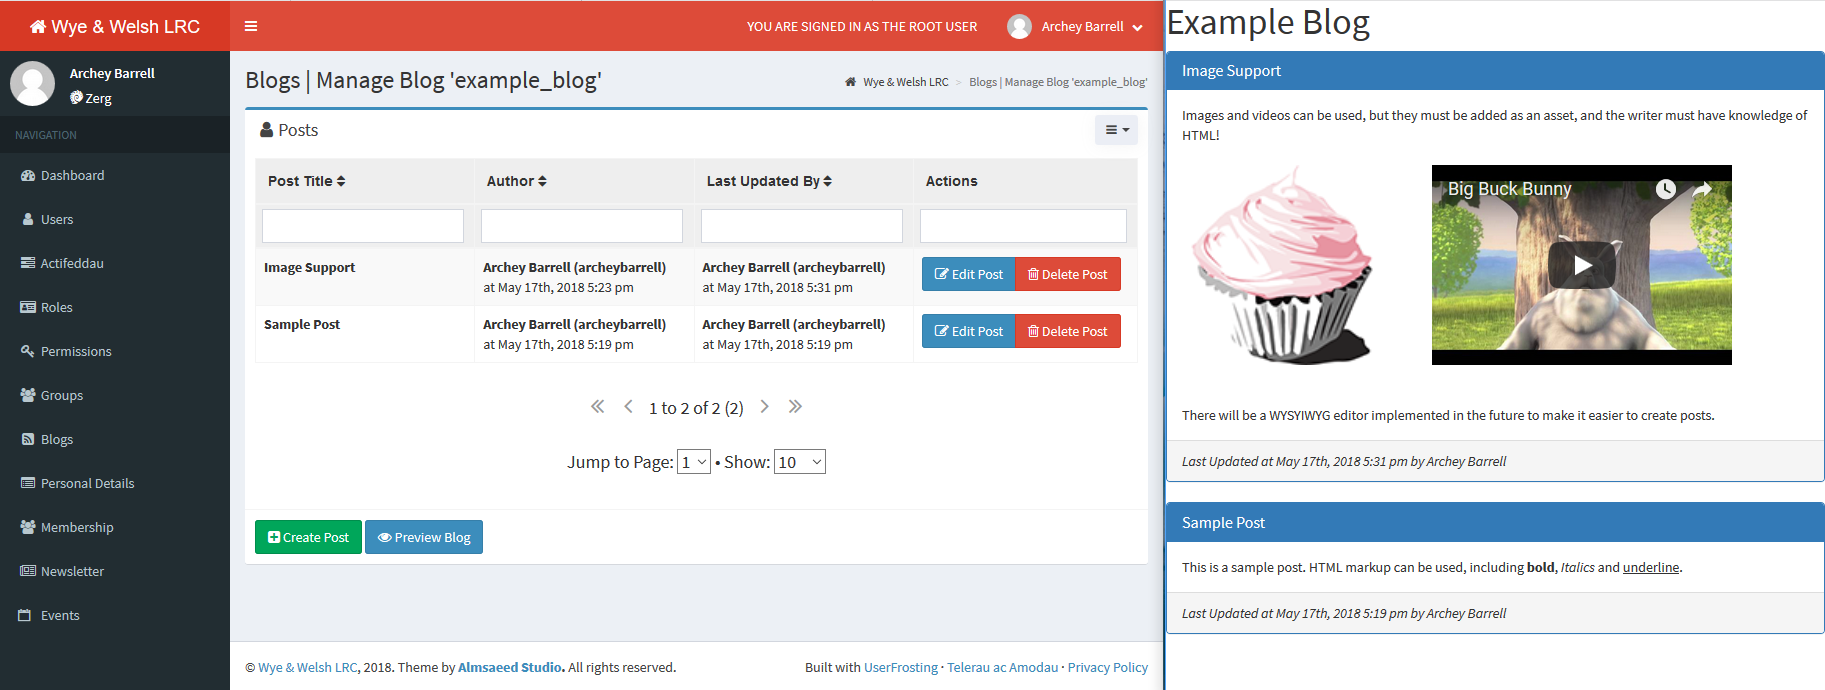 Wye & Welsh LRC
YOU ARE SIGNED IN AS THE ROOT USER
Archey Barrell
Archey Barrell
Zerg
NAVIGATION
Dashboard
Users
Actifeddau
Roles
Permissions
Groups
Blogs
Personal Details
Membership
Newsletter
Events
Blogs | Manage Blog 'example_blog'
Wye & Welsh LRC > Blogs | Manage Blog 'example_blog'
Posts
Post Title Author Last Updated By Actions
Image Support Archey Barrell (archeybarrell) Archey Barrell (archeybarrell) Edit Post Delete Post
at May 17th, 2018 5:23 pm at May 17th, 2018 5:31 pm
Sample Post Archey Barrell (archeybarrell) Archey Barrell (archeybarrell) Edit Post Delete Post
at May 17th, 2018 5:19 pm at May 17th, 2018 5:19 pm
1 to 2 of 2 (2)
Jump to Page: 1 • Show: 10
Create Post Preview Blog
© Wye & Welsh LRC, 2018. Theme by Almsaeed Studio. All rights reserved.
Built with UserFrosting · Telerau ac Amodau · Privacy Policy
Example Blog
Image Support
Images and videos can be used, but they must be added as an asset, and the writer must have knowledge of
HTML!
Big Buck Bunny
There will be a WYSYIWYG editor implemented in the future to make it easier to create posts.
Last Updated at May 17th, 2018 5:31 pm by Archey Barrell
Sample Post
This is a sample post. HTML markup can be used, including bold, Italics and underline.
Last Updated at May 17th, 2018 5:19 pm by Archey Barrell